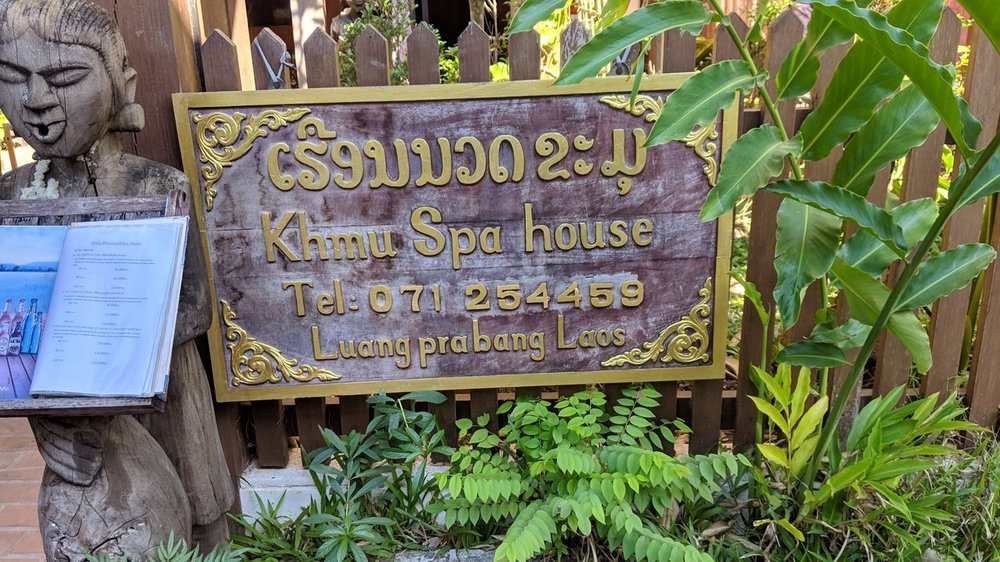 ເຮືອນນວດ ຂະມຸ
Khmu Spa house
Tel: 071 254459
Luang prabang Laos